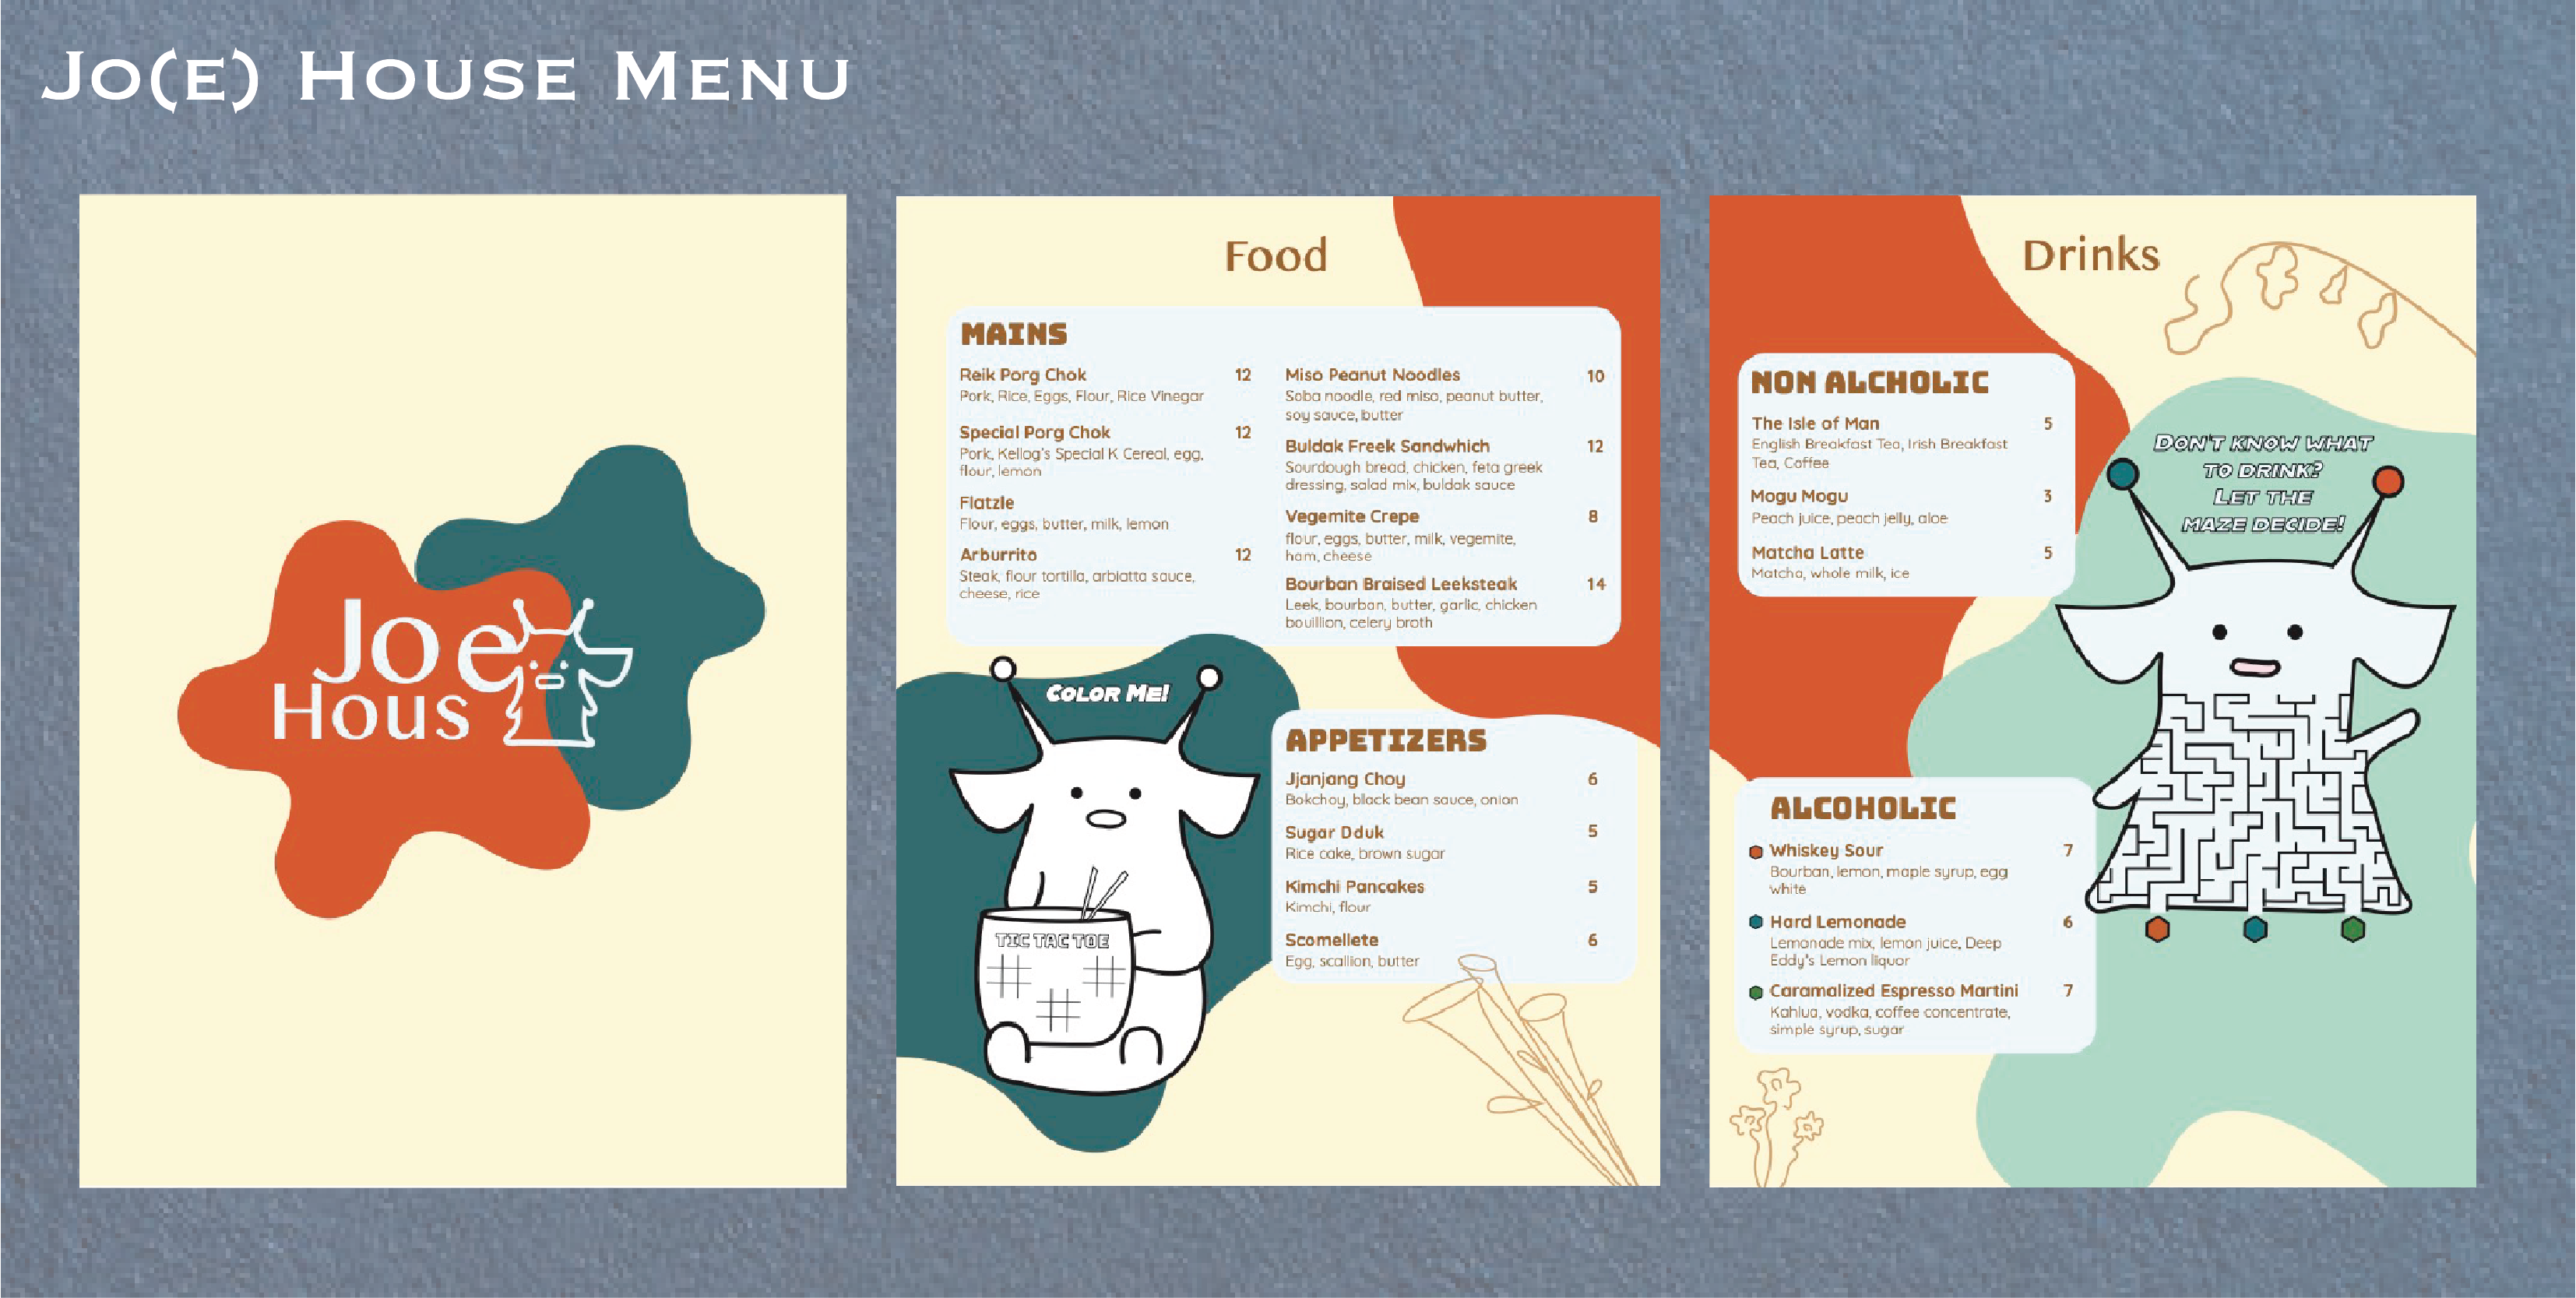 Jo(e) House Menu
Joe
Hous
Food
MAINS
Reik Porg Chok 12
Pork, Rice, Eggs, Flour, Rice Vinegar
Special Porg Chok 12
Pork, Kellog's Special K Cereal, egg,
flour, lemon
Flatzle
Flour, eggs, butter, milk, lemon
Arburrito 12
Steak, flour tortilla, arbiatta sauce,
cheese, rice
Miso Peanut Noodles 10
Soba noodle, red miso, peanut butter,
soy sauce, butter
Buldak Freek Sandwhich 12
Sourdough bread, chicken, feta greek
dressing, salad mix, buldak sauce
Vegemite Crepe 8
flour, eggs, butter, milk, vegemite,
ham, cheese
Bourban Braised Leeksteak 14
Leek, bourban, butter, garlic, chicken
bouillion, celery broth
Color Me!
TIC TAC TOE
APPETIZERS
Jjanjang Choy 6
Bokchoy, black bean sauce, onion
Sugar Dduk 5
Rice cake, brown sugar
Kimchi Pancakes 5
Kimchi, flour
Scomellete 6
Egg, scallion, butter
Drinks
NON ALCHOLIC
The Isle of Man 5
English Breakfast Tea, Irish Breakfast
Tea, Coffee
Mogu Mogu 3
Peach juice, peach jelly, aloe
Matcha Latte 5
Matcha, whole milk, ice
Don't know what
to drink?
Let the
maze decide!
ALCOHOLIC
Whiskey Sour 7
Bourban, lemon, maple syrup, egg
white
Hard Lemonade 6
Lemonade mix, lemon juice, Deep
Eddy's Lemon liquor
Caramalized Espresso Martini 7
Kahlua, vodka, coffee concentrate,
simple syrup, sugar